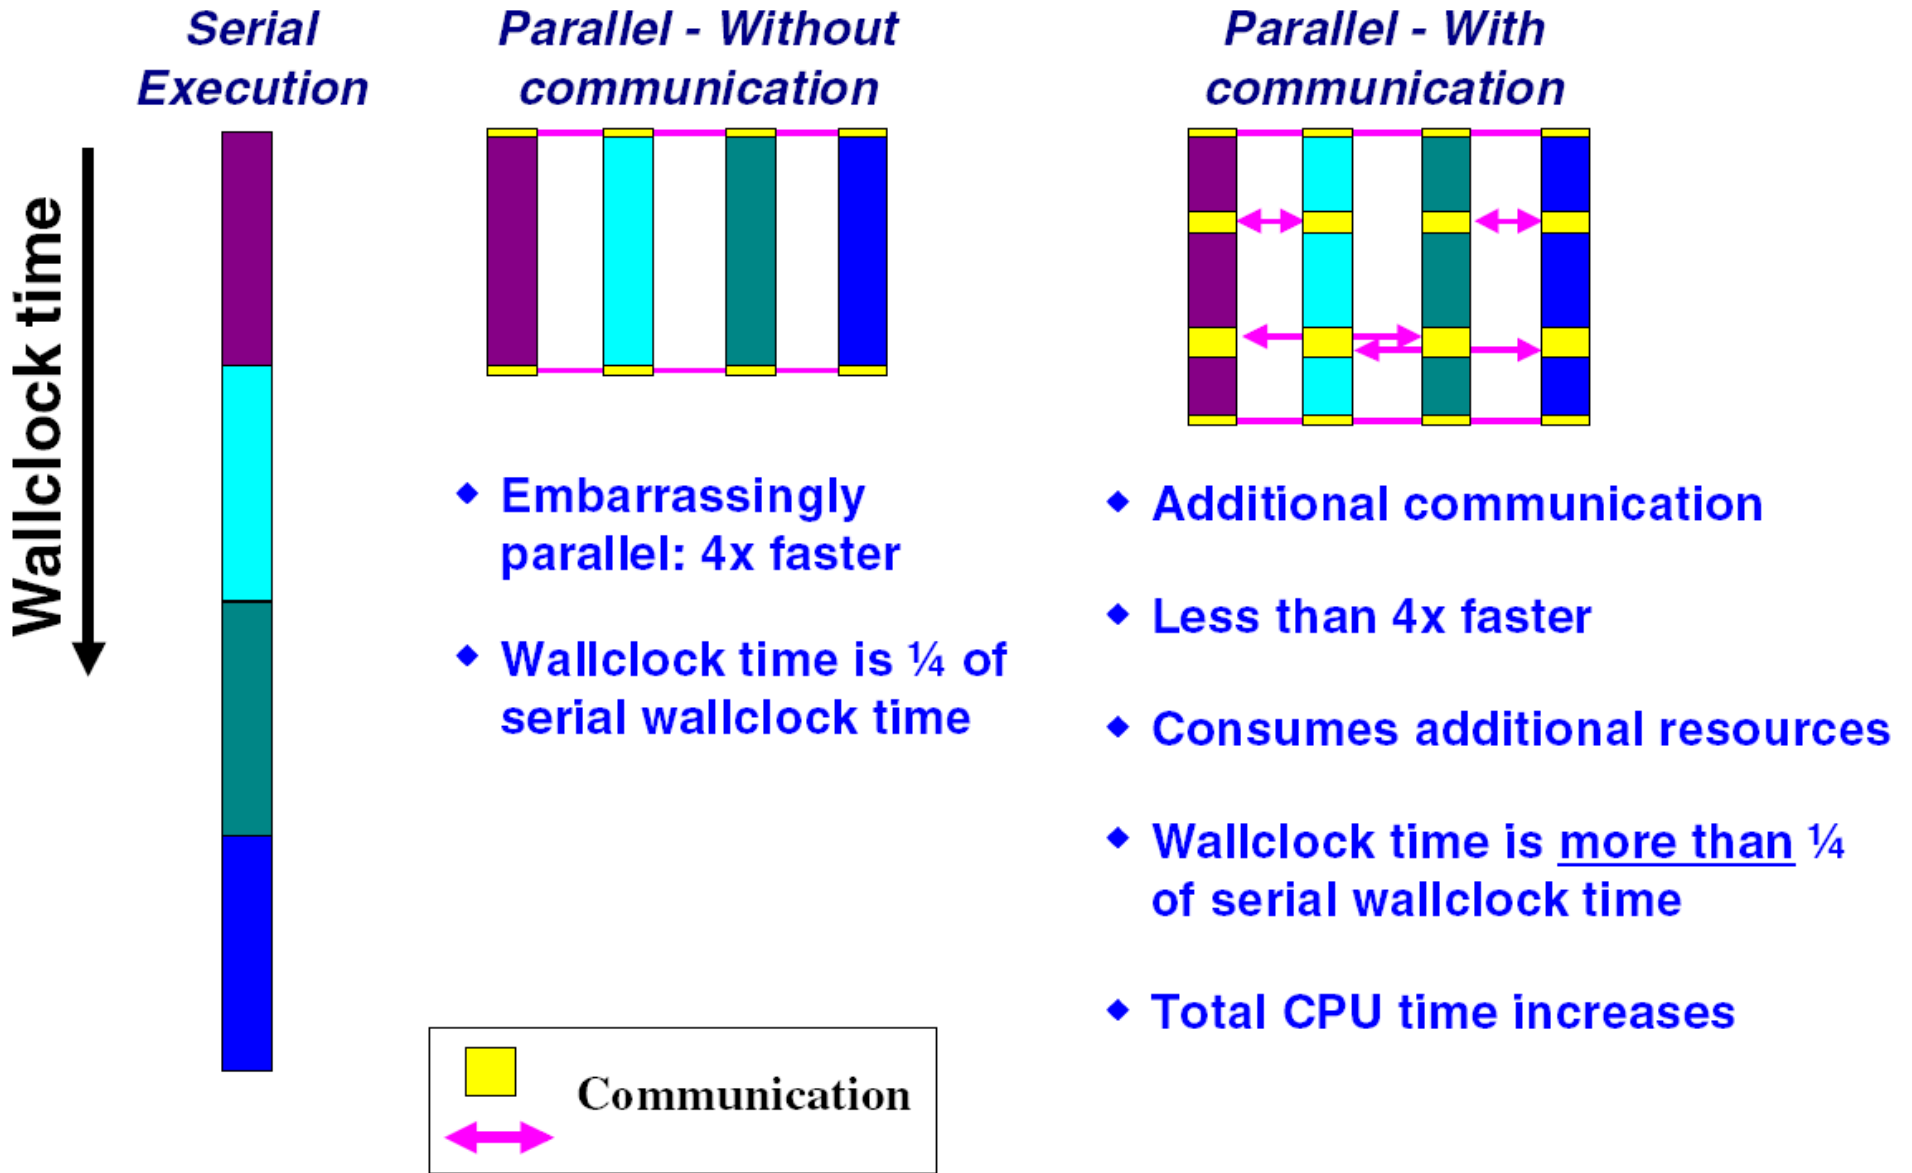 Serial
Execution
Parallel - Without
communication
Parallel - With
communication
Wallclock time
◆ Embarrassingly
parallel: 4x faster
◆ Wallclock time is ¼ of
serial wallclock time
◆ Additional communication
◆ Less than 4x faster
◆ Consumes additional resources
◆ Wallclock time is more than ¼
of serial wallclock time
◆ Total CPU time increases
Communication